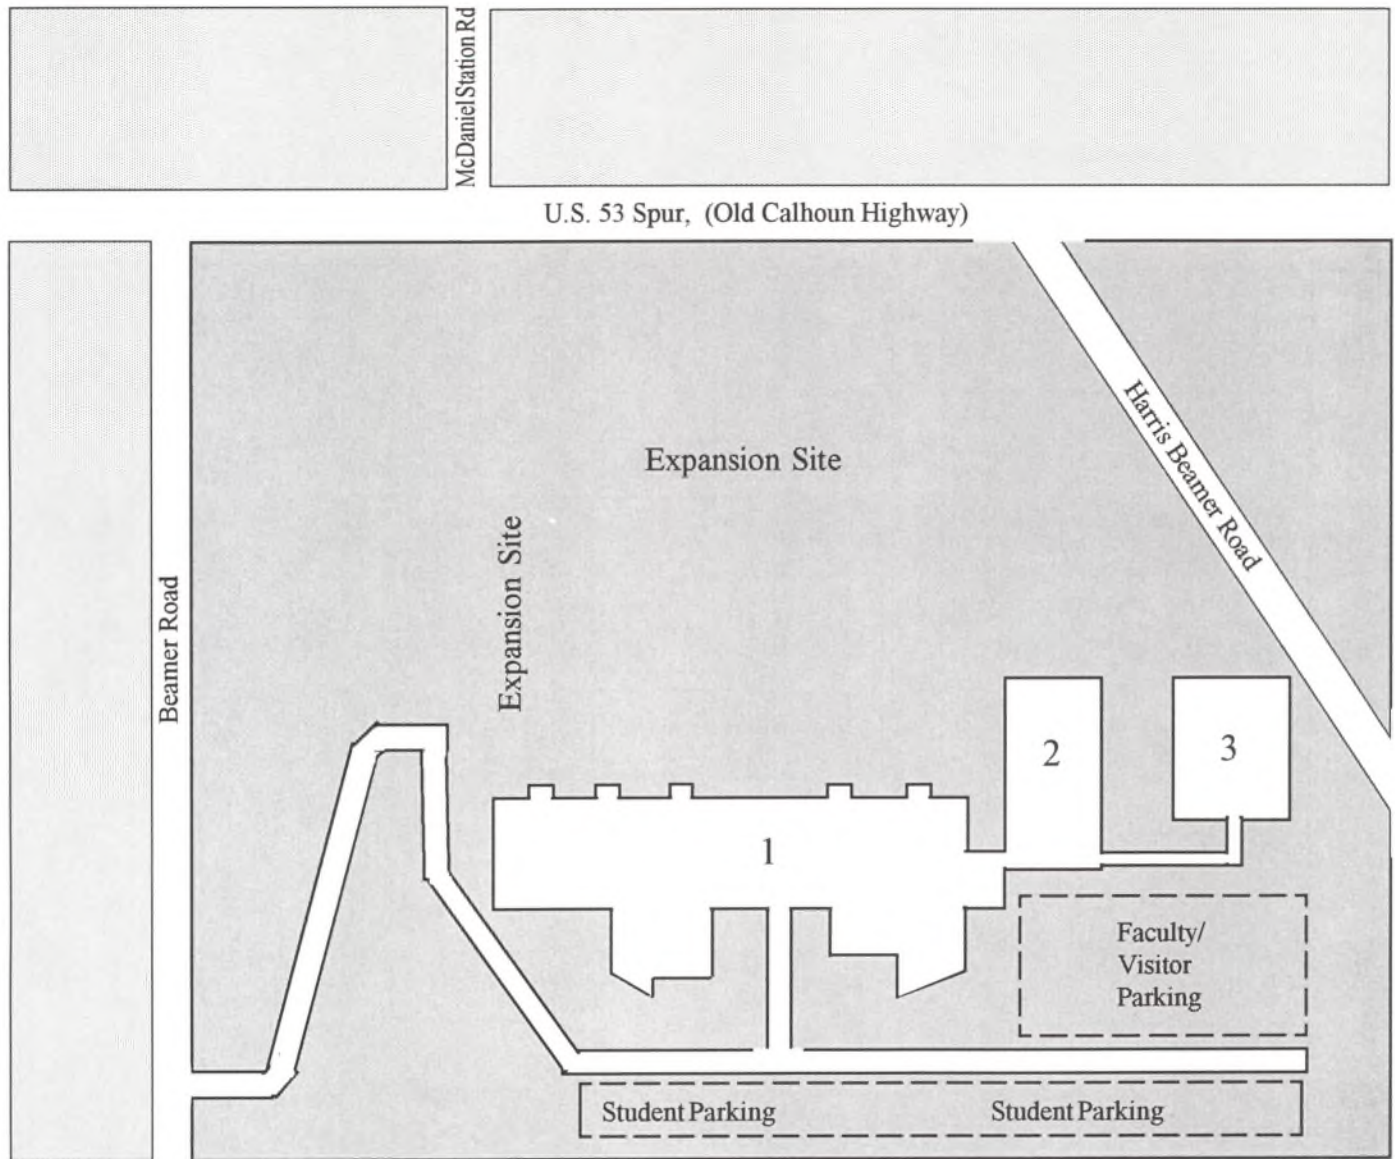 McDaniel Station Rd
U.S. 53 Spur, (Old Calhoun Highway)
Harris Beamer Road
Expansion Site
Expansion Site
Beamer Road
2
3
1
Faculty/
Visitor
Parking
Student Parking
Student Parking